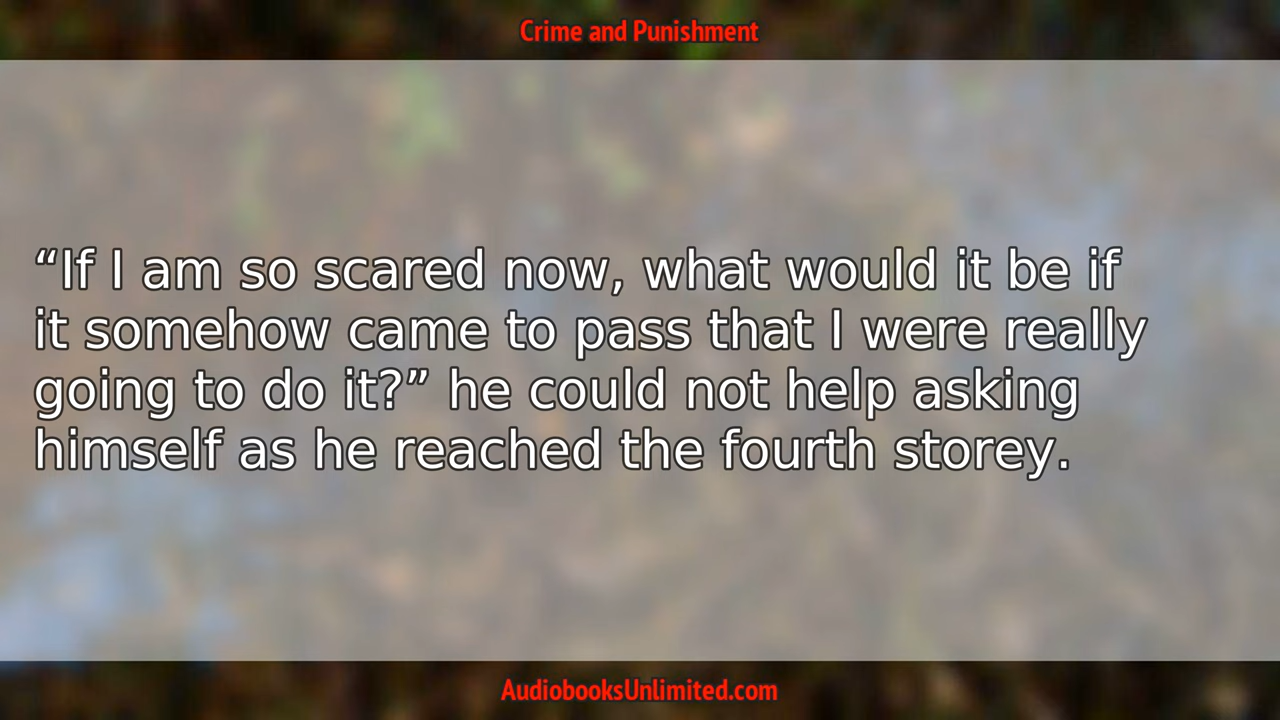 Crime and Punishment
“If I am so scared now, what would it be if
it somehow came to pass that I were really
going to do it?” he could not help asking
himself as he reached the fourth storey.
AudiobooksUnlimited.com